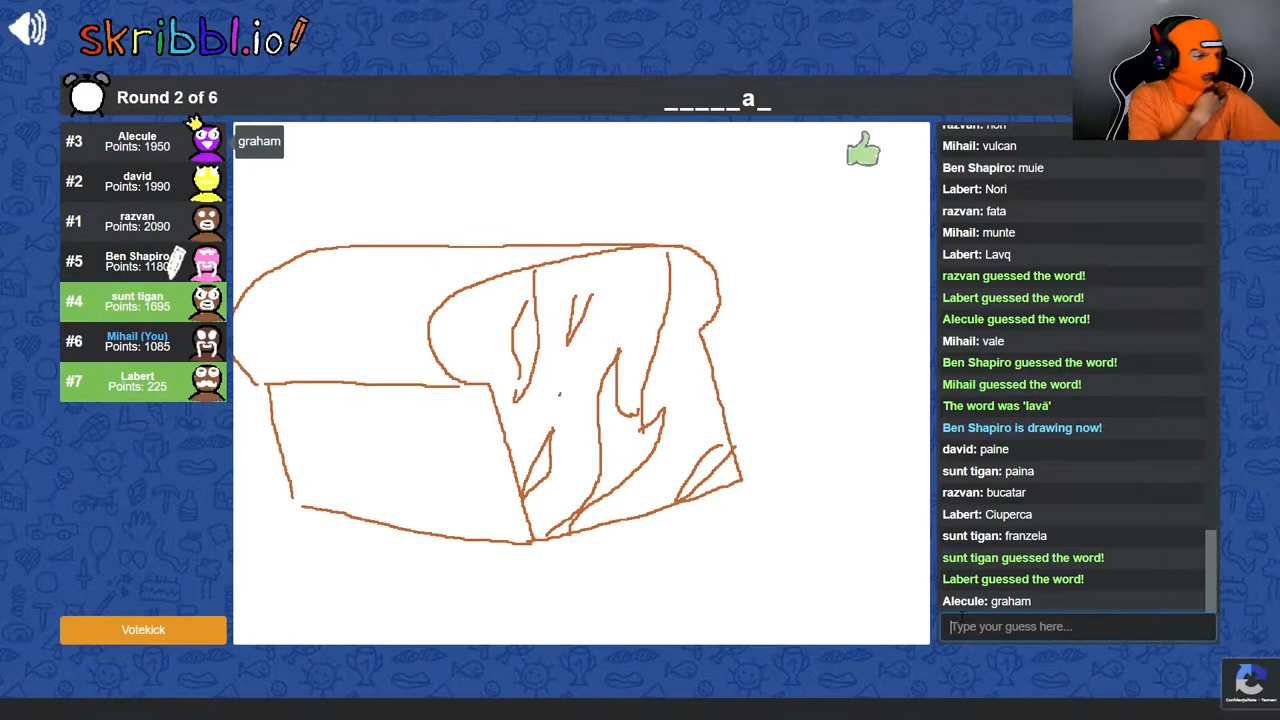 skribbl.io
Round 2 of 6
_____a_
#3 Alecule
Points: 1950
graham
#2 david
Points: 1990
#1 razvan
Points: 2090
#5 Ben Shapiro
Points: 1180
#4 sunt tigan
Points: 1695
#6 Mihail (You)
Points: 1085
#7 Labert
Points: 225
Votekick
Mihail: vulcan
Ben Shapiro: muie
Labert: Nori
razvan: fata
Mihail: munte
Labert: Lavq
razvan guessed the word!
Labert guessed the word!
Alecule guessed the word!
Mihail: vale
Ben Shapiro guessed the word!
Mihail guessed the word!
The word was 'lavă'
Ben Shapiro is drawing now!
david: paine
sunt tigan: paina
razvan: bucatar
Labert: Ciuperca
sunt tigan: franzela
sunt tigan guessed the word!
Labert guessed the word!
Alecule: graham
Type your guess here...